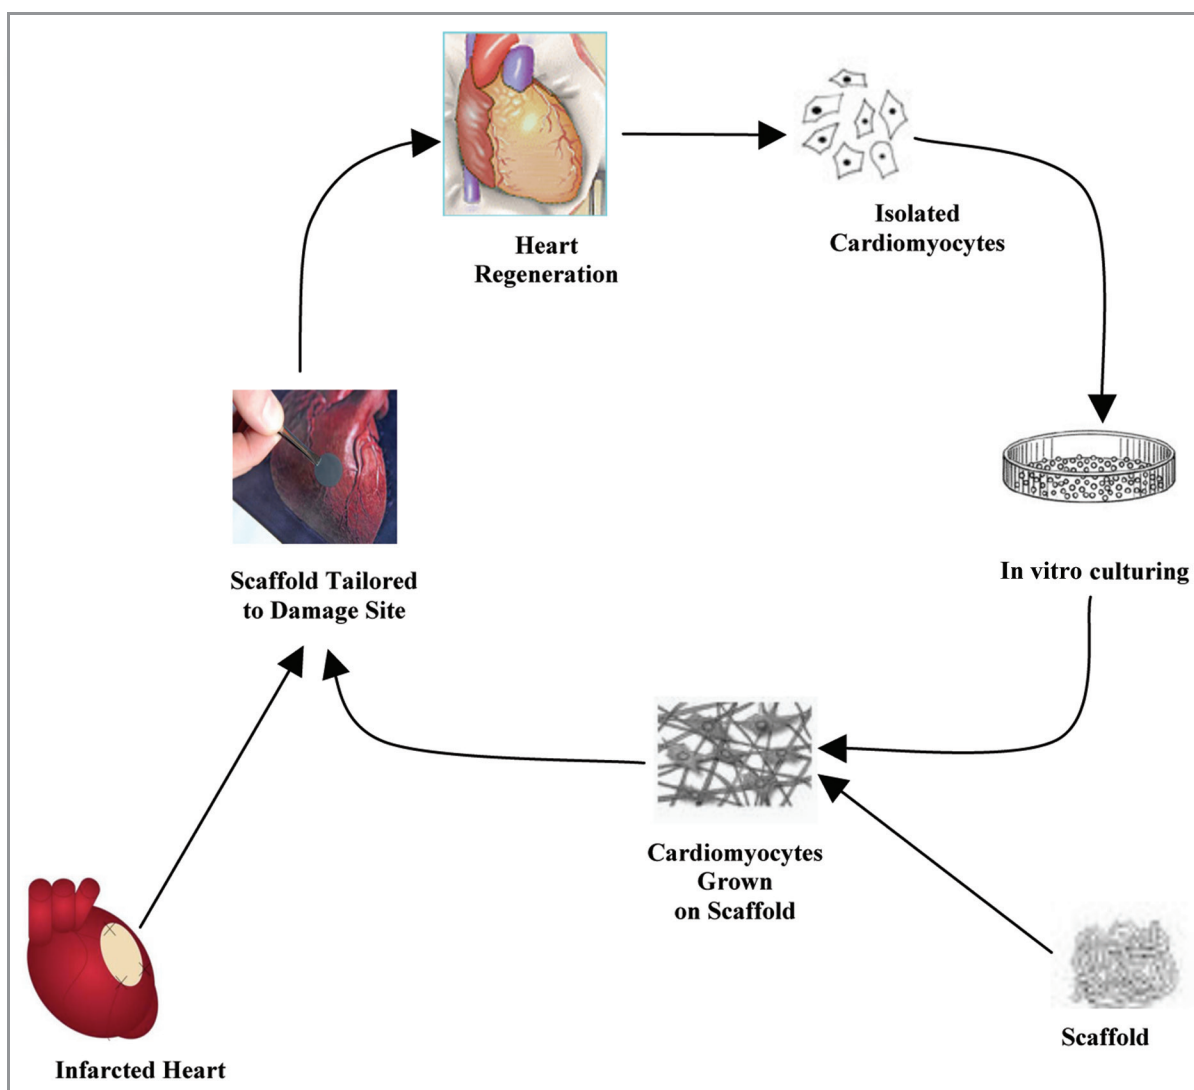 Heart
Regeneration
Isolated
Cardiomyocytes
In vitro culturing
Scaffold Tailored
to Damage Site
Cardiomyocytes
Grown
on Scaffold
Scaffold
Infarcted Heart